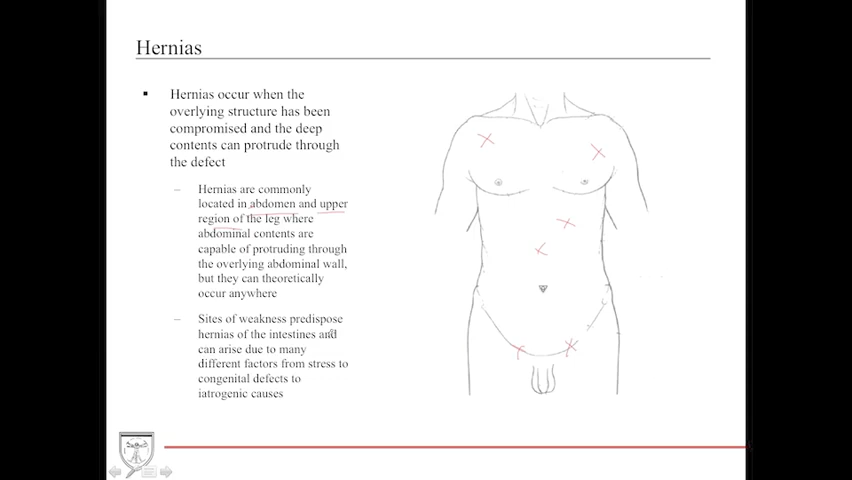 Hernias
Hernias occur when the
overlying structure has been
compromised and the deep
contents can protrude through
the defect
Hernias are commonly
located in abdomen and upper
region of the leg where
abdominal contents are
capable of protruding through
the overlying abdominal wall,
but they can theoretically
occur anywhere
Sites of weakness predispose
hernias of the intestines and
can arise due to many
different factors from stress to
congenital defects to
iatrogenic causes